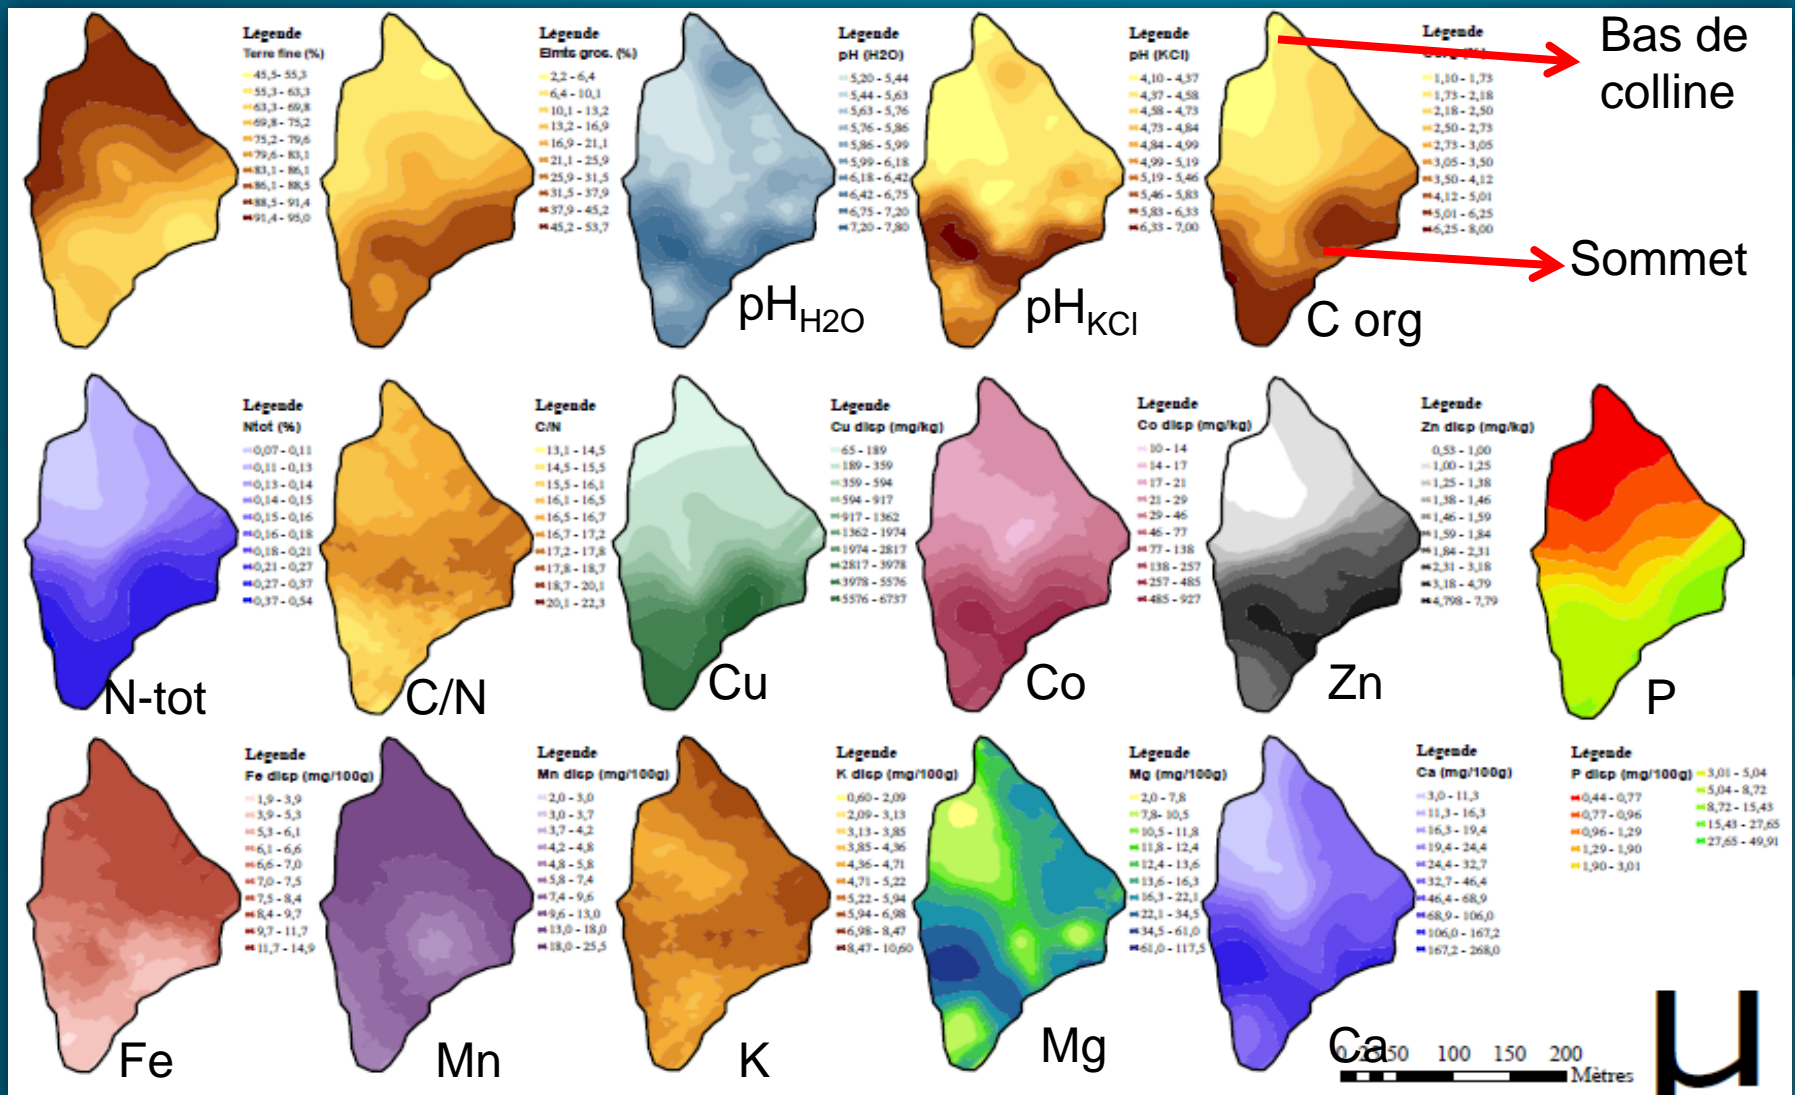 Légende
Terre fine (%)
45,5- 55,3
55,3 - 63,3
63,3 - 69,8
69,8 - 75,2
75,2 - 79,6
79,6 - 83,1
83,1 - 86,1
86,1 - 88,5
88,5 - 91,4
91,4 - 95,0
Légende
Elmts gros. (%)
2,2 - 6,4
6,4 - 10,1
10,1 - 13,2
13,2 - 16,9
16,9 - 21,1
21,1 - 25,9
25,9 - 31,5
31,5 - 37,9
37,9 - 45,2
45,2 - 53,7
Légende
pH (H2O)
5,20 - 5,44
5,44 - 5,63
5,63 - 5,76
5,76 - 5,86
5,86 - 5,99
5,99 - 6,18
6,18 - 6,42
6,42 - 6,75
6,75 - 7,20
7,20 - 7,80
pH H2O
Légende
pH (KCl)
4,10 - 4,37
4,37 - 4,58
4,58 - 4,73
4,73 - 4,84
4,84 - 4,99
4,99 - 5,19
5,19 - 5,46
5,46 - 5,83
5,83 - 6,33
6,33 - 7,00
pH KCl
Légende
1,10 - 1,73
1,73 - 2,18
2,18 - 2,50
2,50 - 2,73
2,73 - 3,05
3,05 - 3,50
3,50 - 4,12
4,12 - 5,01
5,01 - 6,25
6,25 - 8,00
C org
Bas de
colline
Sommet
Légende
Ntot (%)
0,07 - 0,11
0,11 - 0,13
0,13 - 0,14
0,14 - 0,15
0,15 - 0,16
0,16 - 0,18
0,18 - 0,21
0,21 - 0,27
0,27 - 0,37
0,37 - 0,54
N-tot
Légende
C/N
13,1 - 14,5
14,5 - 15,5
15,5 - 16,1
16,1 - 16,5
16,5 - 16,7
16,7 - 17,2
17,2 - 17,8
17,8 - 18,7
18,7 - 20,1
20,1 - 22,3
C/N
Légende
Cu disp (mg/kg)
65 - 189
189 - 359
359 - 594
594 - 917
917 - 1362
1362 - 1974
1974 - 2817
2817 - 3978
3978 - 5576
5576 - 6737
Cu
Légende
Co disp (mg/kg)
10 - 14
14 - 17
17 - 21
21 - 29
29 - 46
46 - 77
77 - 138
138 - 257
257 - 485
485 - 927
Co
Légende
Zn disp (mg/kg)
0,53 - 1,00
1,00 - 1,25
1,25 - 1,38
1,38 - 1,46
1,46 - 1,59
1,59 - 1,84
1,84 - 2,31
2,31 - 3,18
3,18 - 4,79
4,798 - 7,79
Zn
P
Légende
Fe disp (mg/100g)
1,9 - 3,9
3,9 - 5,3
5,3 - 6,1
6,1 - 6,6
6,6 - 7,0
7,0 - 7,5
7,5 - 8,4
8,4 - 9,7
9,7 - 11,7
11,7 - 14,9
Fe
Légende
Mn disp (mg/100g)
2,0 - 3,0
3,0 - 3,7
3,7 - 4,2
4,2 - 4,8
4,8 - 5,8
5,8 - 7,4
7,4 - 9,6
9,6 - 13,0
13,0 - 18,0
18,0 - 25,5
Mn
Légende
K disp (mg/100g)
0,60 - 2,09
2,09 - 3,13
3,13 - 3,85
3,85 - 4,36
4,36 - 4,71
4,71 - 5,22
5,22 - 5,94
5,94 - 6,98
6,98 - 8,47
8,47 - 10,60
K
Légende
Mg (mg/100g)
2,0 - 7,8
7,8- 10,5
10,5 - 11,8
11,8 - 12,4
12,4 - 13,6
13,6 - 16,3
16,3 - 22,1
22,1 - 34,5
34,5 - 61,0
61,0 - 117,5
Mg
Légende
Ca (mg/100g)
3,0 - 11,3
11,3 - 16,3
16,3 - 19,4
19,4 - 24,4
24,4 - 32,7
32,7 - 46,4
46,4 - 68,9
68,9 - 106,0
106,0 - 167,2
167,2 - 268,0
Ca
Légende
P disp (mg/100g)
0,44 - 0,77
0,77 - 0,96
0,96 - 1,29
1,29 - 1,90
1,90 - 3,01
3,01 - 5,04
5,04 - 8,72
8,72 - 15,43
15,43 - 27,65
27,65 - 49,91
0 25 50 100 150 200
Mètres
µ